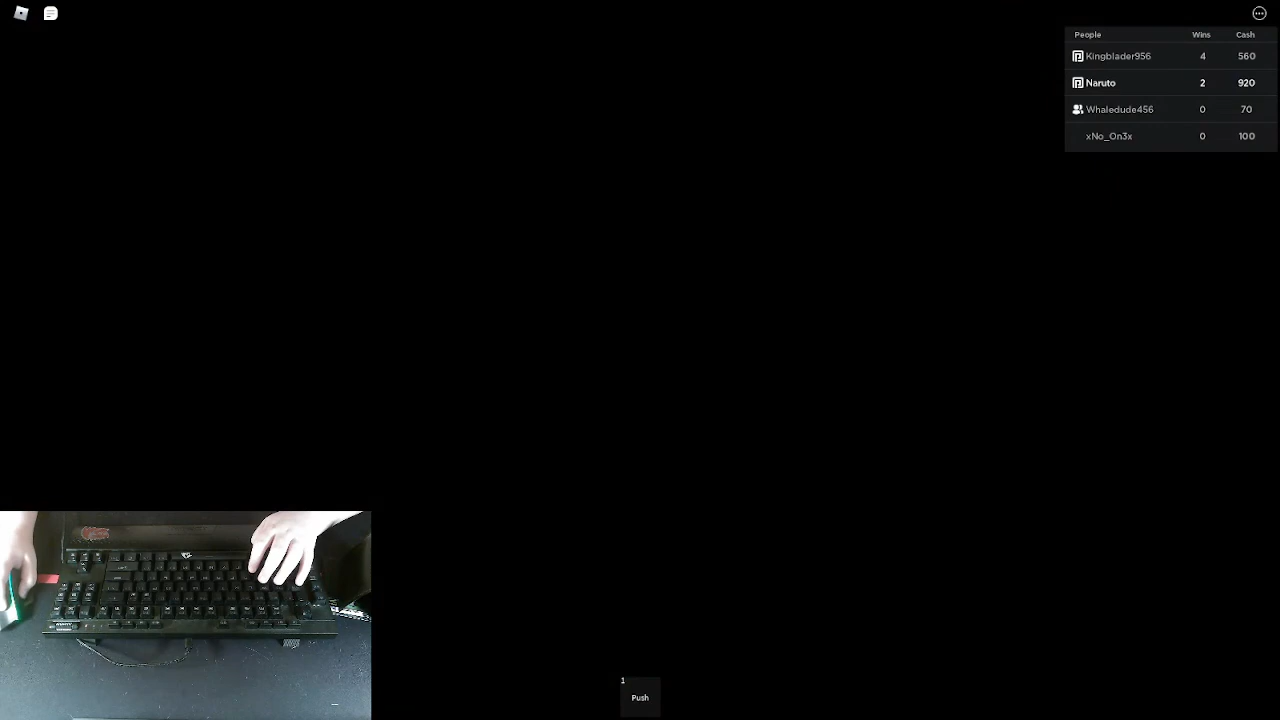 People Wins Cash
Kingblader956 4 560
Naruto 2 920
Whaledude456 0 70
xNo_On3x 0 100
1
Push